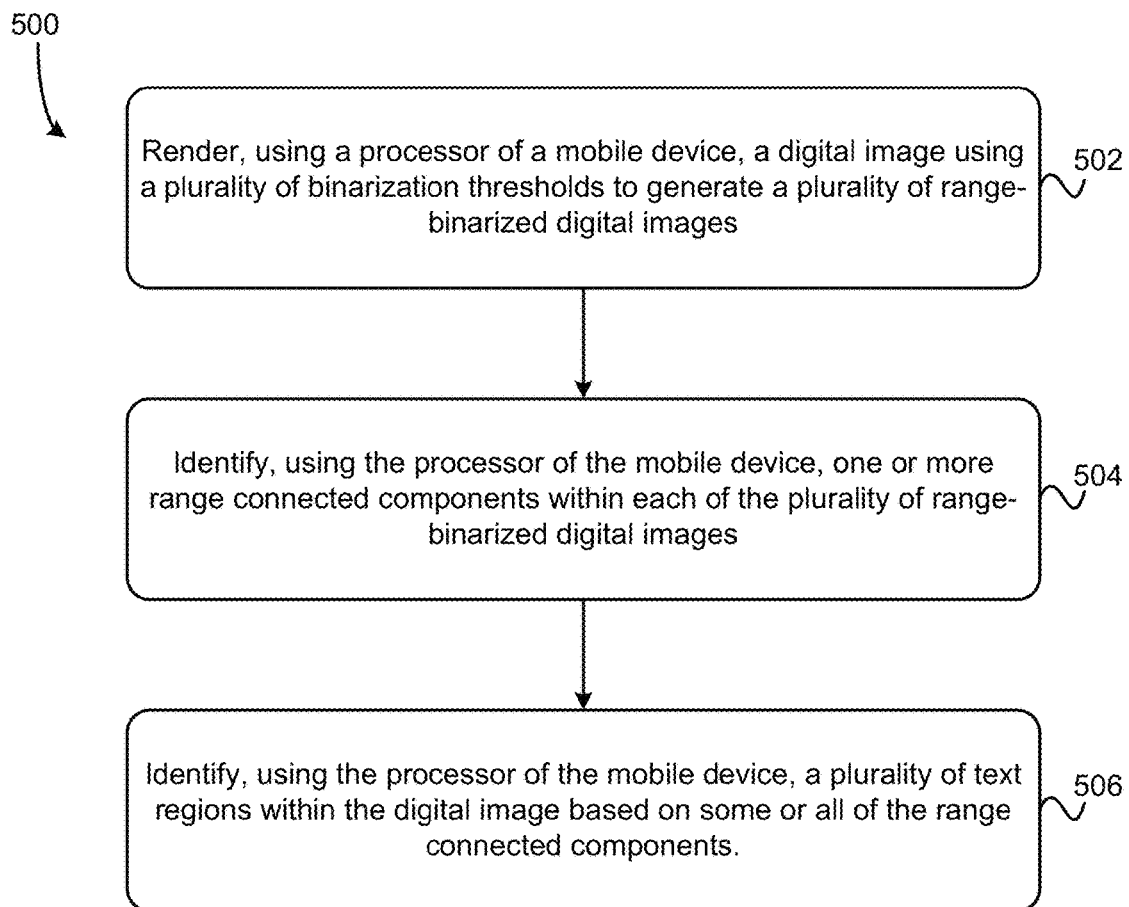 500
Render, using a processor of a mobile device, a digital image using
a plurality of binarization thresholds to generate a plurality of range-
binarized digital images
502
Identify, using the processor of the mobile device, one or more
range connected components within each of the plurality of range-
binarized digital images
504
Identify, using the processor of the mobile device, a plurality of text
regions within the digital image based on some or all of the range
connected components.
506